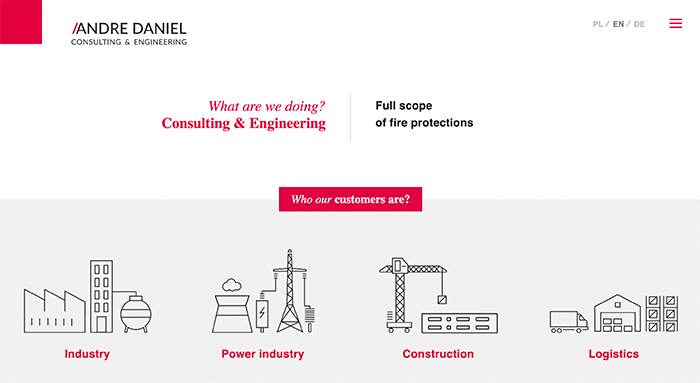 ANDRE DANIEL
CONSULTING & ENGINEERING
PL / EN / DE
What are we doing?
Consulting & Engineering
Full scope
of fire protections
Who our customers are?
Industry
Power industry
Construction
Logistics